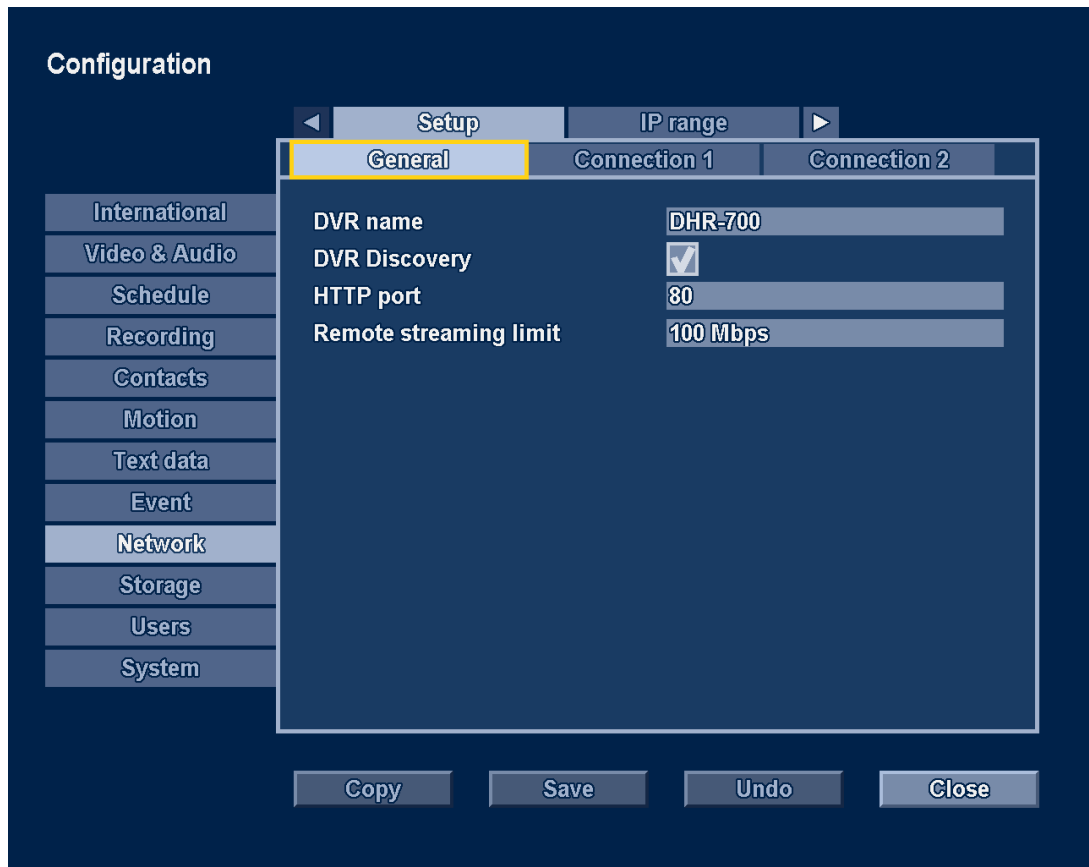 Configuration
Setup IP range
General Connection 1 Connection 2
International
Video & Audio
Schedule
Recording
Contacts
Motion
Text data
Event
Network
Storage
Users
System
DVR name DHR-700
DVR Discovery
HTTP port 80
Remote streaming limit 100 Mbps
Copy Save Undo Close